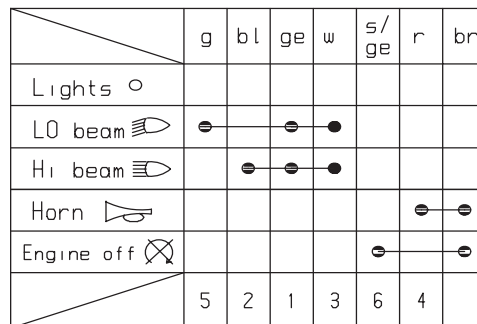 g bl ge w s/ge r br
Lights
LO beam
Hi beam
Horn
Engine off
5 2 1 3 6 4